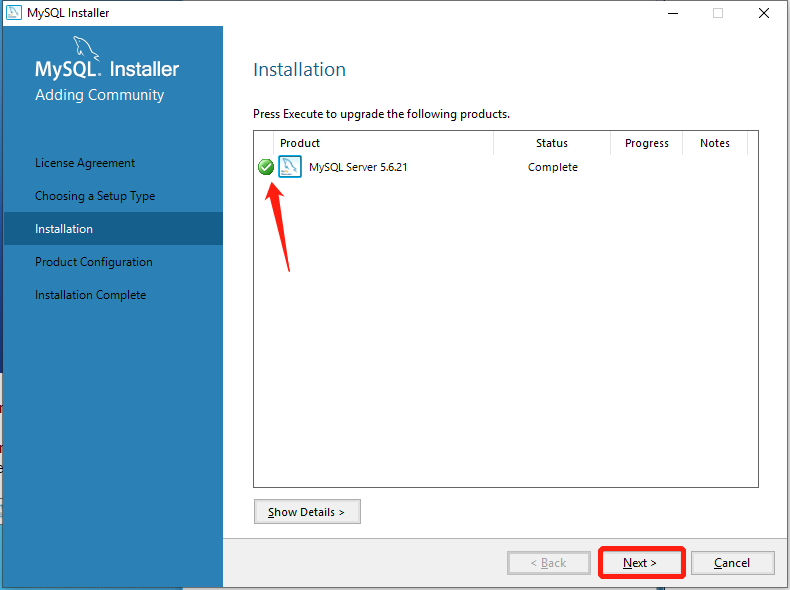 MySQL Installer
MySQL. Installer
Adding Community
License Agreement
Choosing a Setup Type
Installation
Product Configuration
Installation Complete
Installation
Press Execute to upgrade the following products.
Product Status Progress Notes
MySQL Server 5.6.21 Complete
Show Details >
< Back Next > Cancel